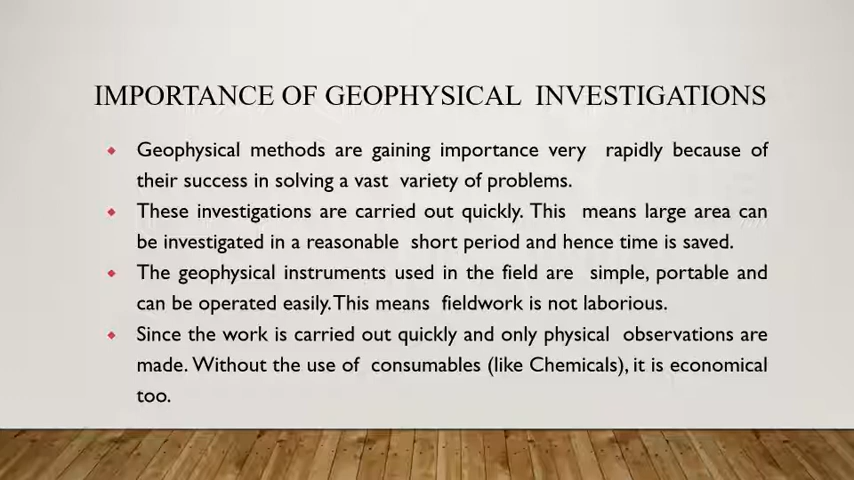 IMPORTANCE OF GEOPHYSICAL INVESTIGATIONS
Geophysical methods are gaining importance very rapidly because of
their success in solving a vast variety of problems.
These investigations are carried out quickly. This means large area can
be investigated in a reasonable short period and hence time is saved.
The geophysical instruments used in the field are simple, portable and
can be operated easily. This means fieldwork is not laborious.
Since the work is carried out quickly and only physical observations are
made. Without the use of consumables (like Chemicals), it is economical
too.